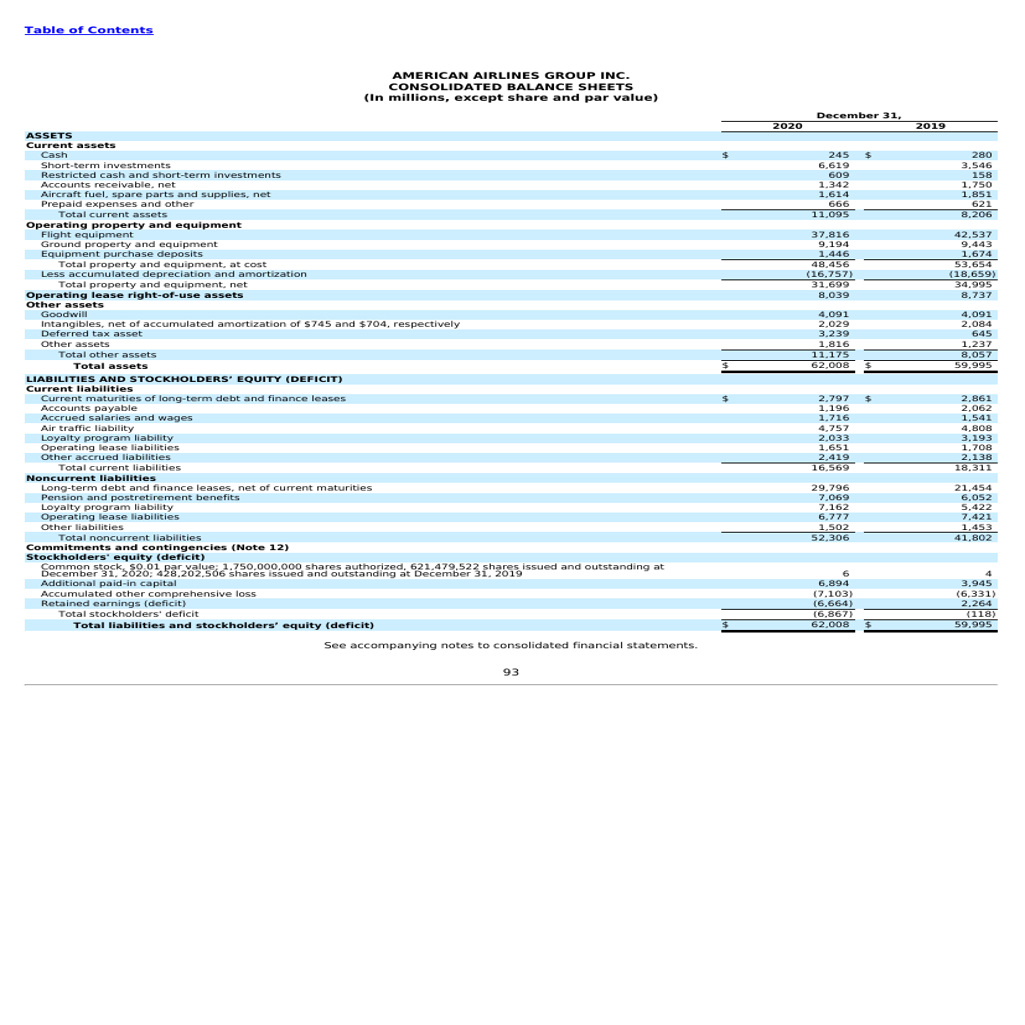 Table of Contents
AMERICAN AIRLINES GROUP INC.
CONSOLIDATED BALANCE SHEETS
(In millions, except share and par value)
December 31,
2020 2019
ASSETS
Current assets
Cash $ 245 $ 280
Short-term investments 6,619 3,546
Restricted cash and short-term investments 609 158
Accounts receivable, net 1,342 1,750
Aircraft fuel, spare parts and supplies, net 1,614 1,851
Prepaid expenses and other 666 621
Total current assets 11,095 8,206
Operating property and equipment
Flight equipment 37,816 42,537
Ground property and equipment 9,194 9,443
Equipment purchase deposits 1,446 1,674
Total property and equipment, at cost 48,456 53,654
Less accumulated depreciation and amortization (16,757) (18,659)
Total property and equipment, net 31,699 34,995
Operating lease right-of-use assets 8,039 8,737
Other assets
Goodwill 4,091 4,091
Intangibles, net of accumulated amortization of $745 and $704, respectively 2,029 2,084
Deferred tax asset 3,239 645
Other assets 1,816 1,237
Total other assets 11,175 8,057
Total assets $ 62,008 $ 59,995
LIABILITIES AND STOCKHOLDERS’ EQUITY (DEFICIT)
Current liabilities
Current maturities of long-term debt and finance leases $ 2,797 $ 2,861
Accounts payable 1,196 2,062
Accrued salaries and wages 1,716 1,541
Air traffic liability 4,757 4,808
Loyalty program liability 2,033 3,193
Operating lease liabilities 1,651 1,708
Other accrued liabilities 2,419 2,138
Total current liabilities 16,569 18,311
Noncurrent liabilities
Long-term debt and finance leases, net of current maturities 29,796 21,454
Pension and postretirement benefits 7,069 6,052
Loyalty program liability 7,162 5,422
Operating lease liabilities 6,777 7,421
Other liabilities 1,502 1,453
Total noncurrent liabilities 52,306 41,802
Commitments and contingencies (Note 12)
Stockholders' equity (deficit)
Common stock, $0.01 par value; 1,750,000,000 shares authorized, 621,479,522 shares issued and outstanding at
December 31, 2020; 428,202,506 shares issued and outstanding at December 31, 2019 6 4
Additional paid-in capital 6,894 3,945
Accumulated other comprehensive loss (7,103) (6,331)
Retained earnings (deficit) (6,664) 2,264
Total stockholders' deficit (6,867) (118)
Total liabilities and stockholders’ equity (deficit) $ 62,008 $ 59,995
See accompanying notes to consolidated financial statements.
93